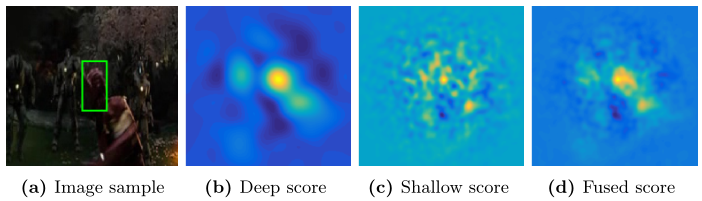 (a) Image sample
(b) Deep score
(c) Shallow score
(d) Fused score